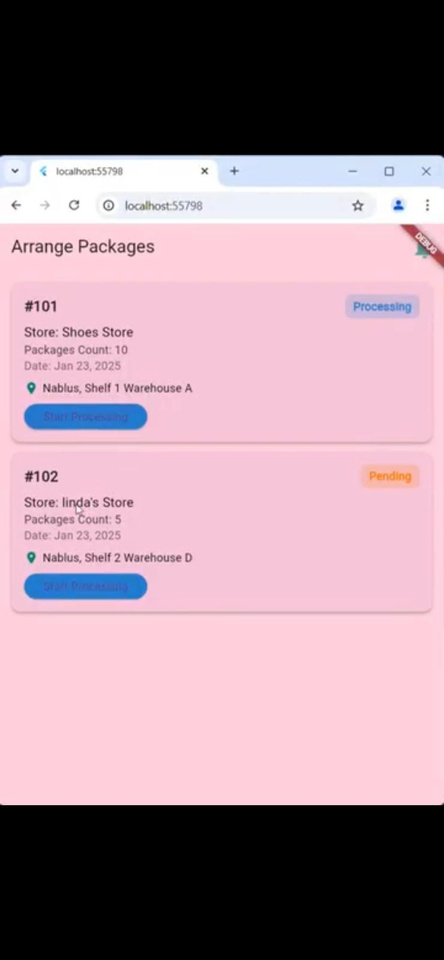 localhost:55798
localhost:55798
Arrange Packages
DEBUG
#101
Processing
Store: Shoes Store
Packages Count: 10
Date: Jan 23, 2025
Nablus, Shelf 1 Warehouse A
Start Processing
#102
Pending
Store: linda's Store
Packages Count: 5
Date: Jan 23, 2025
Nablus, Shelf 2 Warehouse D
Start Processing